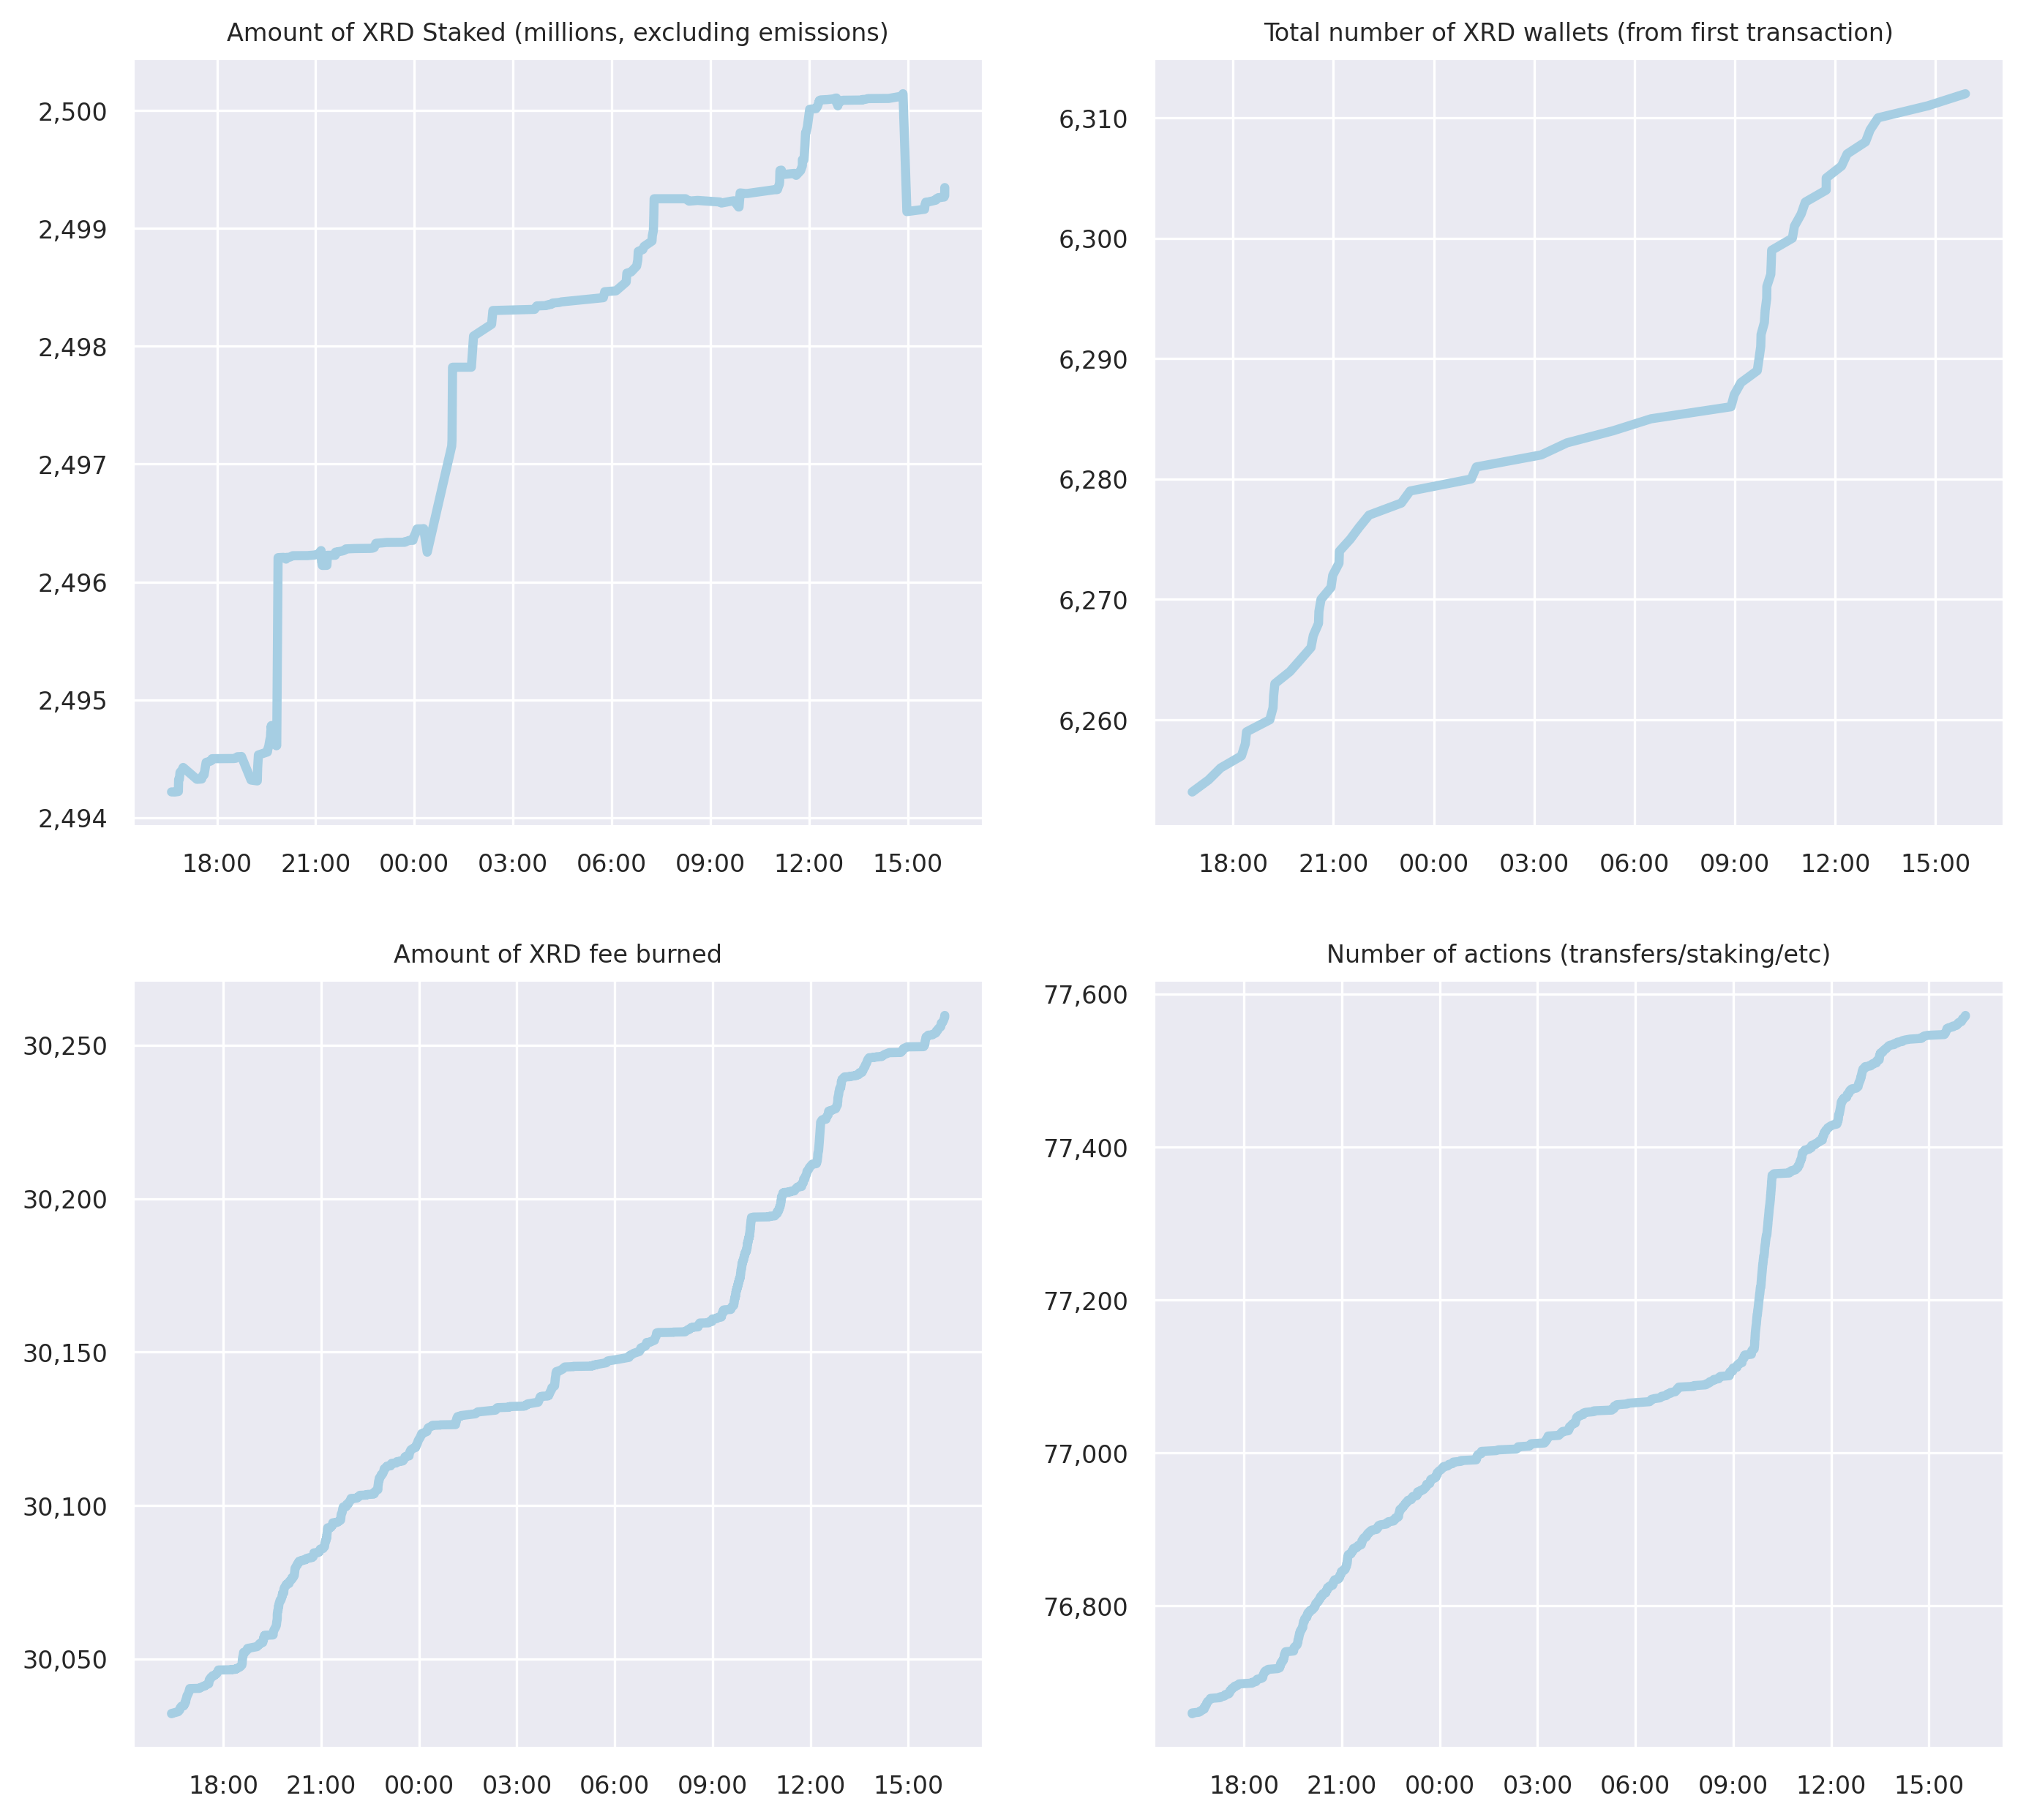 Amount of XRD Staked (millions, excluding emissions)
2,500
2,499
2,498
2,497
2,496
2,495
2,494
18:00 21:00 00:00 03:00 06:00 09:00 12:00 15:00
Total number of XRD wallets (from first transaction)
6,310
6,300
6,290
6,280
6,270
6,260
18:00 21:00 00:00 03:00 06:00 09:00 12:00 15:00
Amount of XRD fee burned
30,250
30,200
30,150
30,100
30,050
18:00 21:00 00:00 03:00 06:00 09:00 12:00 15:00
Number of actions (transfers/staking/etc)
77,600
77,400
77,200
77,000
76,800
18:00 21:00 00:00 03:00 06:00 09:00 12:00 15:00